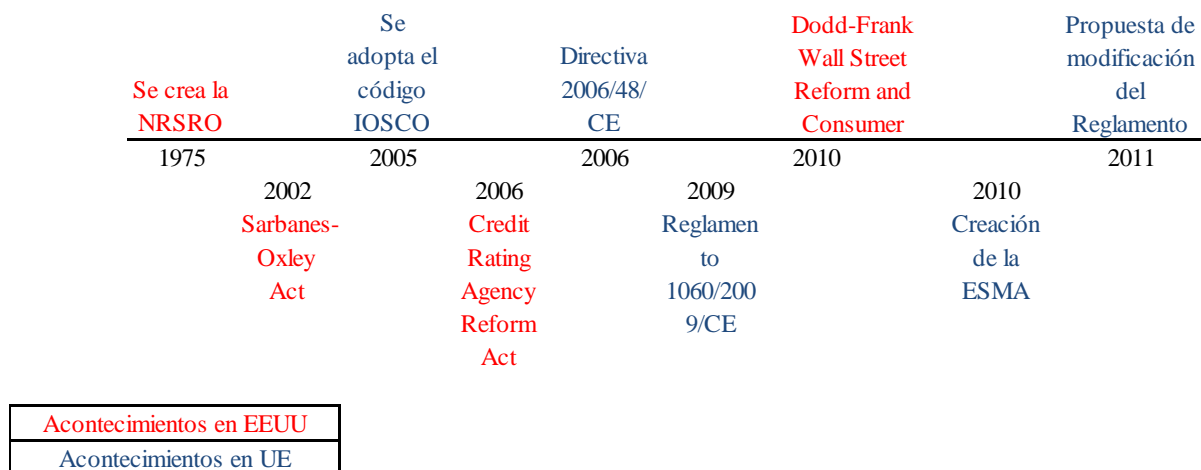 Se crea la
NRSRO
Se
adopta el
código
IOSCO
Directiva
2006/48/
CE
Dodd-Frank
Wall Street
Reform and
Consumer
Propuesta de
modificación
del
Reglamento
1975
2005
2006
2010
2011
2002
Sarbanes-
Oxley
Act
2006
Credit
Rating
Agency
Reform
Act
2009
Reglamen
to
1060/200
9/CE
2010
Creación
de la
ESMA
Acontecimientos en EEUU
Acontecimientos en UE